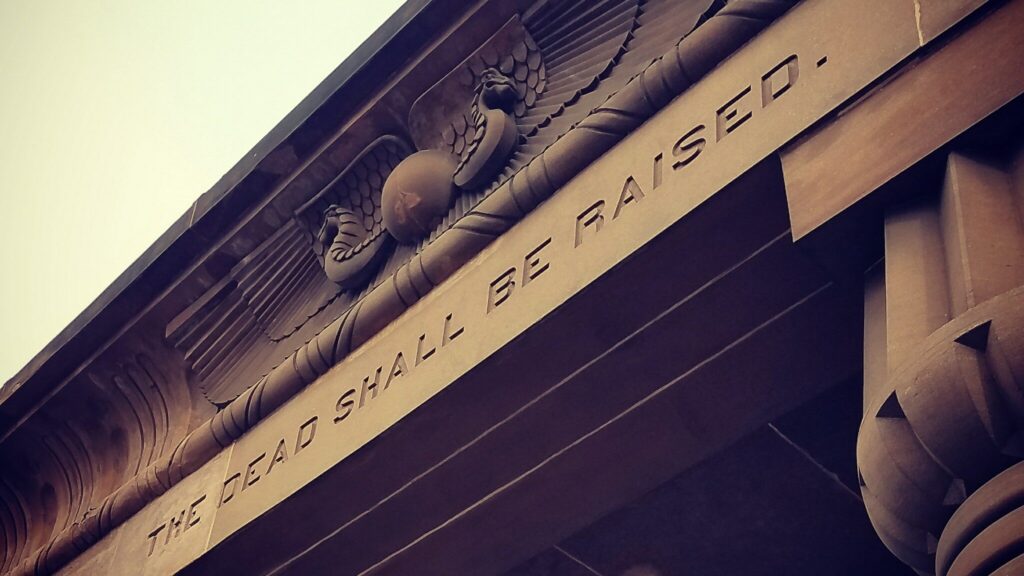 THE DEAD SHALL BE RAISED.